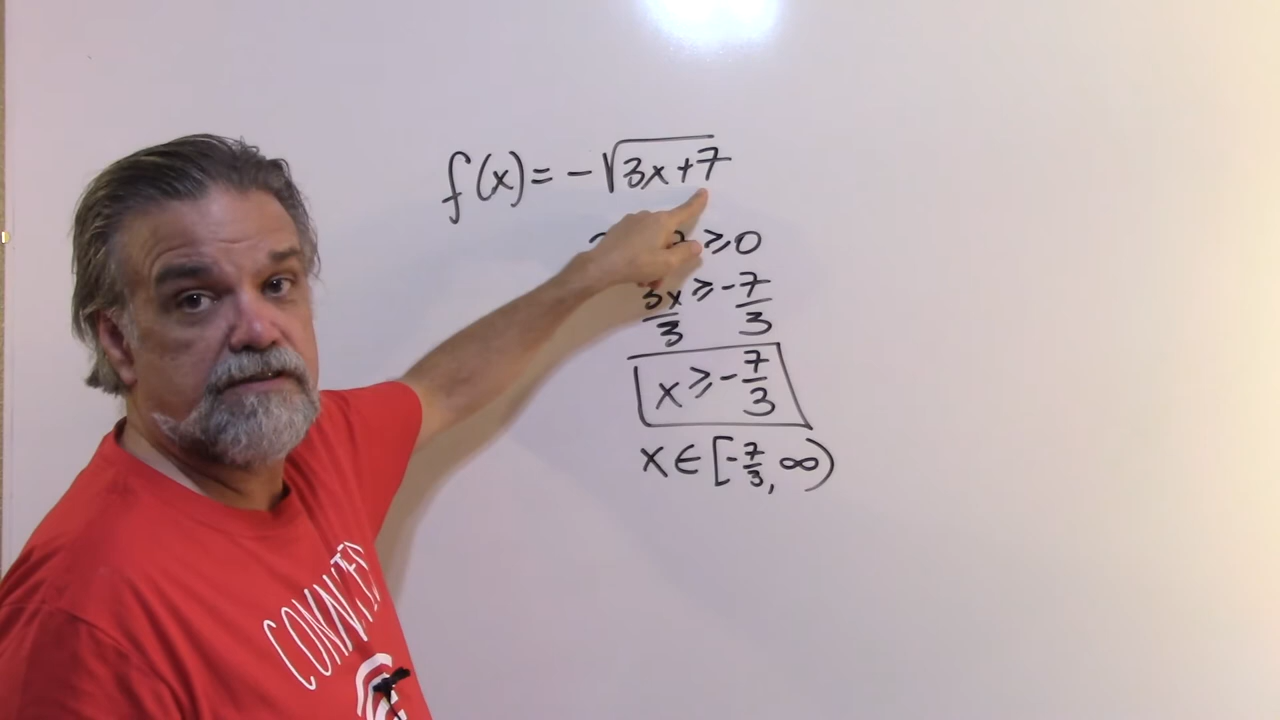 f(x) = -√3x+7
≥0
3x/3 ≥ -7/3
x ≥ -7/3
x ∈ [-7/3, ∞)